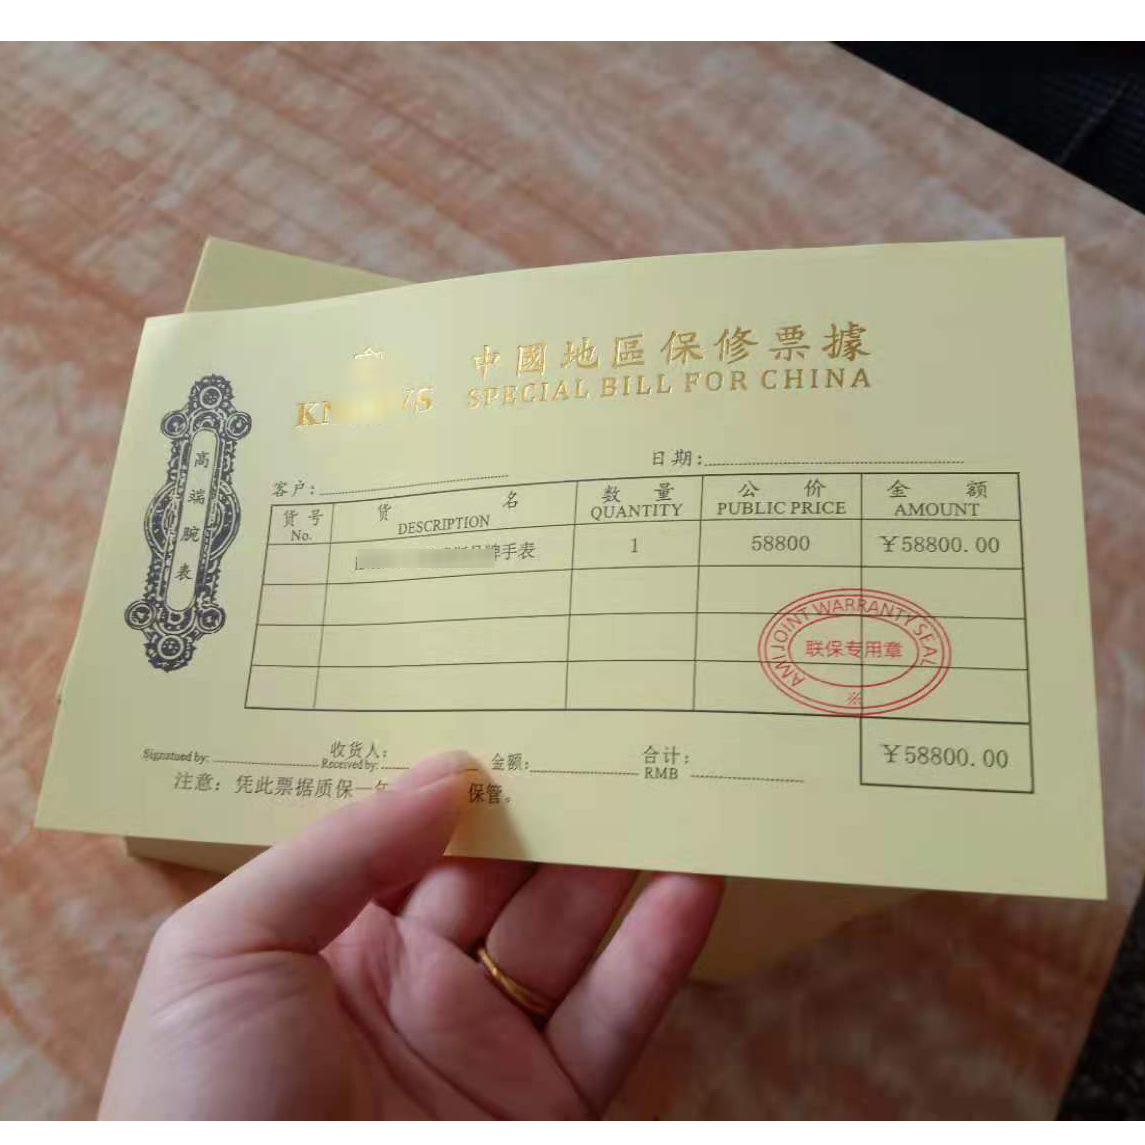 中國地區保修票據
SPECIAL BILL FOR CHINA
高端腕表
客户: 日期:
货号 货名 数量 公价 金额
No. DESCRIPTION QUANTITY PUBLIC PRICE AMOUNT
牌手表 1 58800 ¥58800.00
AMI JOINT WARRANTY SEAL
联保专用章
收货人: 金额: 合计: ¥58800.00
Signatued by: Received by: RMB
注意: 凭此票据质保一年 保管。